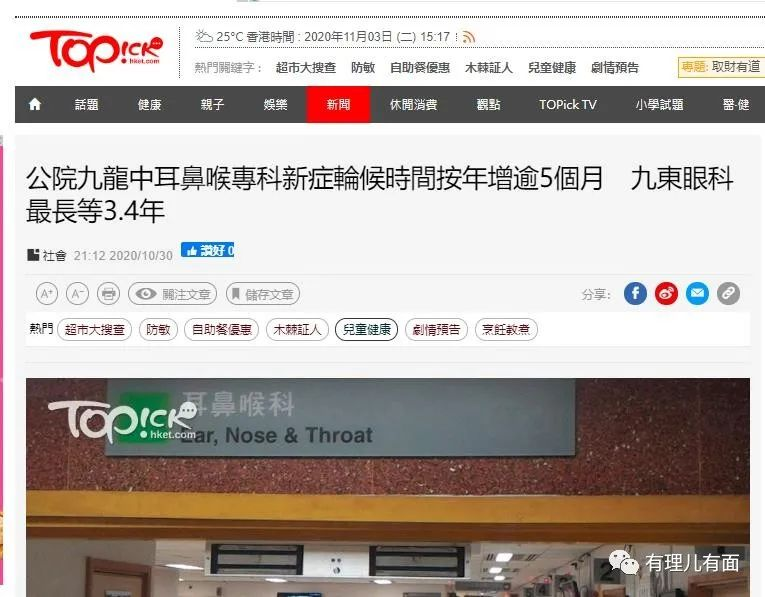 TOPick
hket.com
25°C 香港時間：2020年11月03日 (二) 15:17
熱門關鍵字： 超市大搜查 防敏 自助餐優惠 木棘証人 兒童健康 劇情預告 專題: 取財有道
話題 健康 親子 娛樂 新聞 休閒消費 觀點 TOPick TV 小學試題 醫·健
公院九龍中耳鼻喉專科新症輪候時間按年增逾5個月 九東眼科
最長等3.4年
社會 21:12 2020/10/30 讚好 0
A+ A- 關注文章 儲存文章 分享：
熱門 超市大搜查 防敏 自助餐優惠 木棘証人 兒童健康 劇情預告 烹飪教煮
耳鼻喉科
TOPick
hket.com
Ear, Nose & Throat
有理儿有面